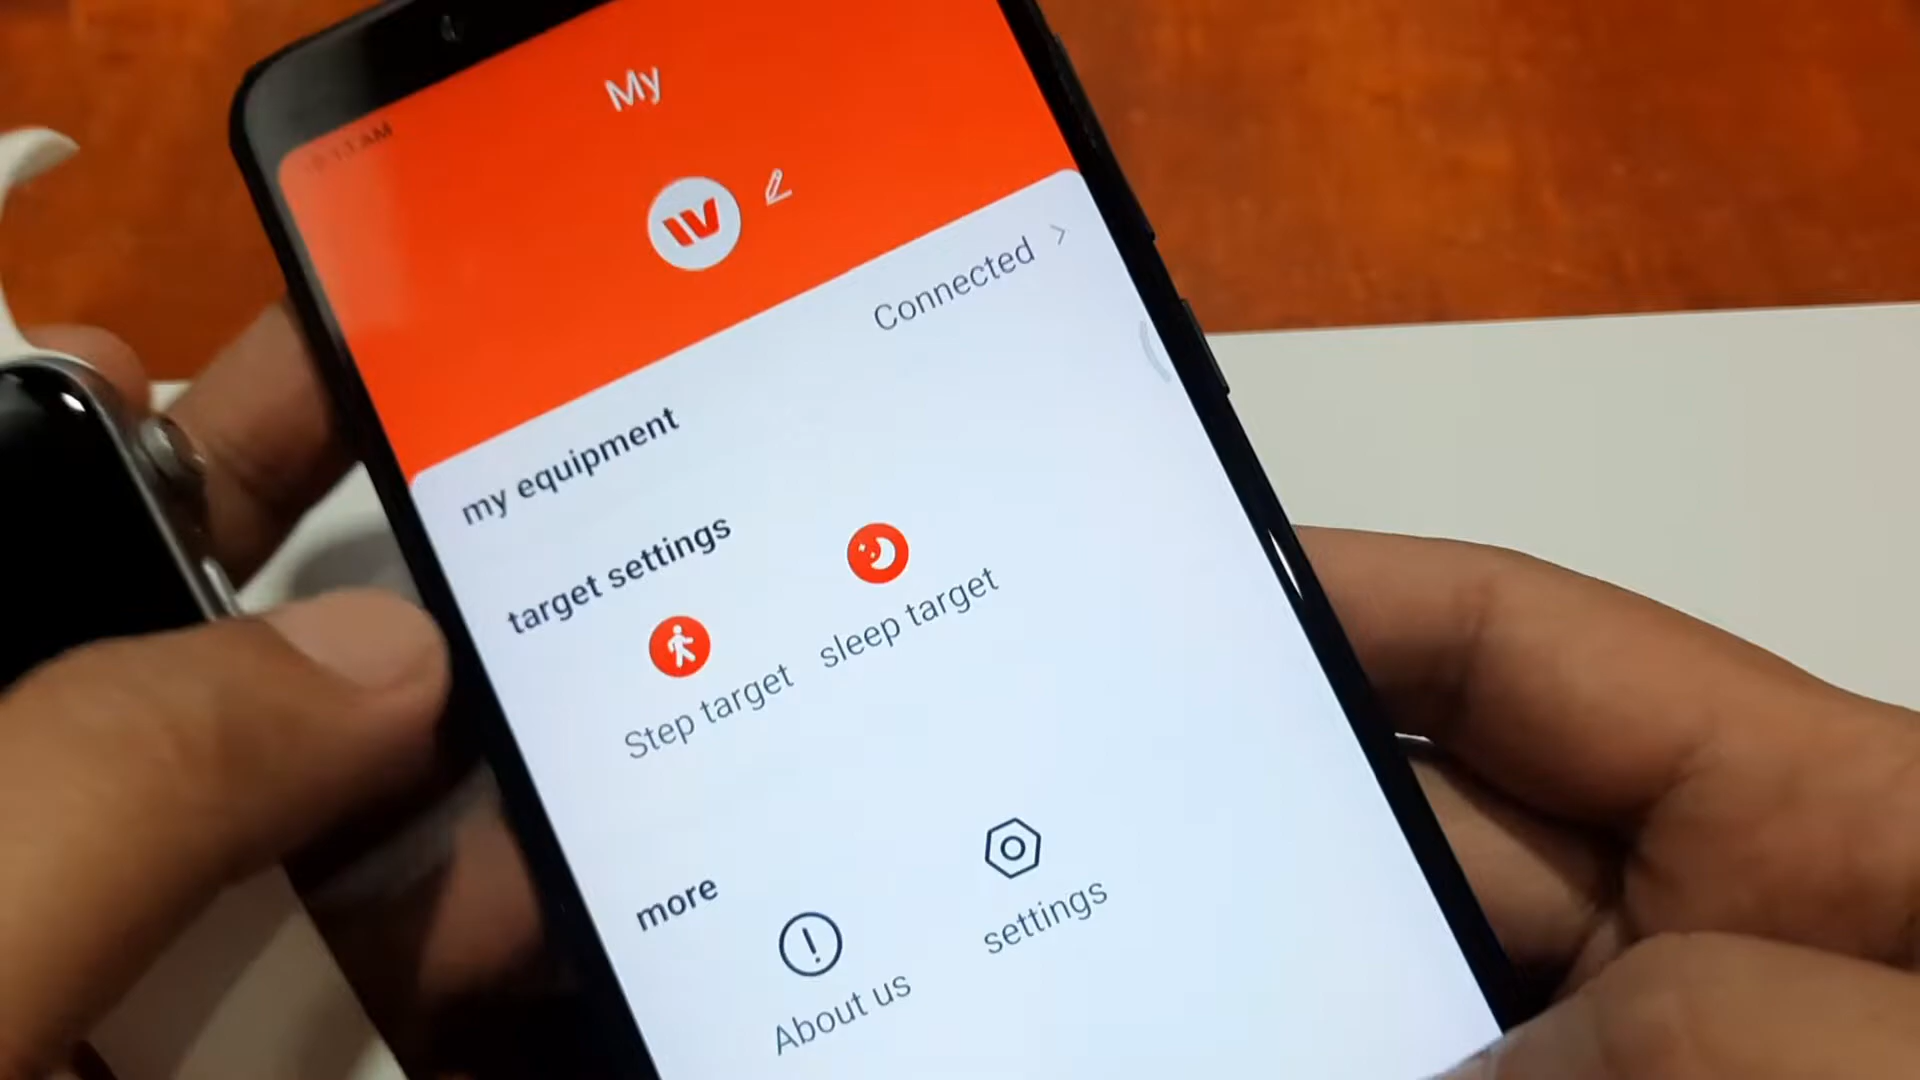 My
my equipment Connected
target settings
Step target sleep target
more
About us settings